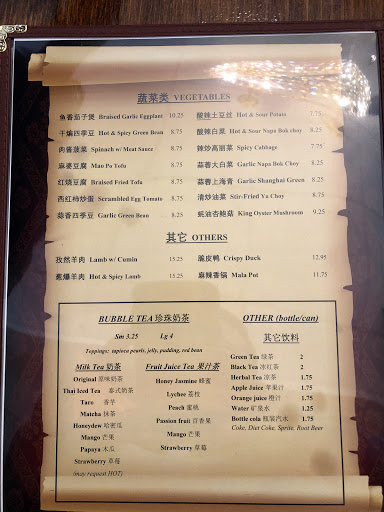 蔬菜类 VEGETABLES
鱼香茄子煲 Braised Garlic Eggplant 10.25
干煸四季豆 Hot & Spicy Green Bean 8.75
肉酱菠菜 Spinach w/ Meat Sauce 8.75
麻婆豆腐 Mao Po Tofu 8.75
红烧豆腐 Braised Fried Tofu 8.75
西红柿炒蛋 Scrambled Egg Tomato 8.75
蒜香四季豆 Garlic Green Bean 8.75
酸辣土豆丝 Hot & Sour Potato 7.75
酸辣白菜 Hot & Sour Napa Bok choy 8.25
辣炒高丽菜 Spicy Cabbage 7.75
蒜蓉大白菜 Garlic Napa Bok Choy 8.25
蒜蓉上海青 Garlic Shanghai Green 8.25
清炒油菜 Stir-Fried Yu Choy 8.75
蚝油杏鲍菇 King Oyster Mushroom 9.25
其它 OTHERS
孜然羊肉 Lamb w/ Cumin 15.25
葱爆羊肉 Hot & Spicy Lamb 15.25
脆皮鸭 Crispy Duck 12.95
麻辣香锅 Mala Pot 11.75
BUBBLE TEA 珍珠奶茶
Sm 3.25 Lg 4
Toppings: tapioca pearls, jelly, pudding, red bean
Milk Tea 奶茶
Original 原味奶茶
Thai Iced Tea 泰式奶茶
Taro 香芋
Matcha 抹茶
Honeydew 哈密瓜
Mango 芒果
Papaya 木瓜
Strawberry 草莓
(may request HOT)
Fruit Juice Tea 果汁茶
Honey Jasmine 蜂蜜
Lychee 荔枝
Peach 蜜桃
Passion fruit 百香果
Mango 芒果
Strawberry 草莓
OTHER (bottle/can)
其它饮料
Green Tea 绿茶 2
Black Tea 冰红茶 2
Herbal Tea 凉茶 1.75
Apple Juice 苹果汁 1.75
Orange juice 橙汁 1.75
Water 矿泉水 1.25
Bottle cola 瓶装汽水 1.75
Coke, Diet Coke, Sprite, Root Beer